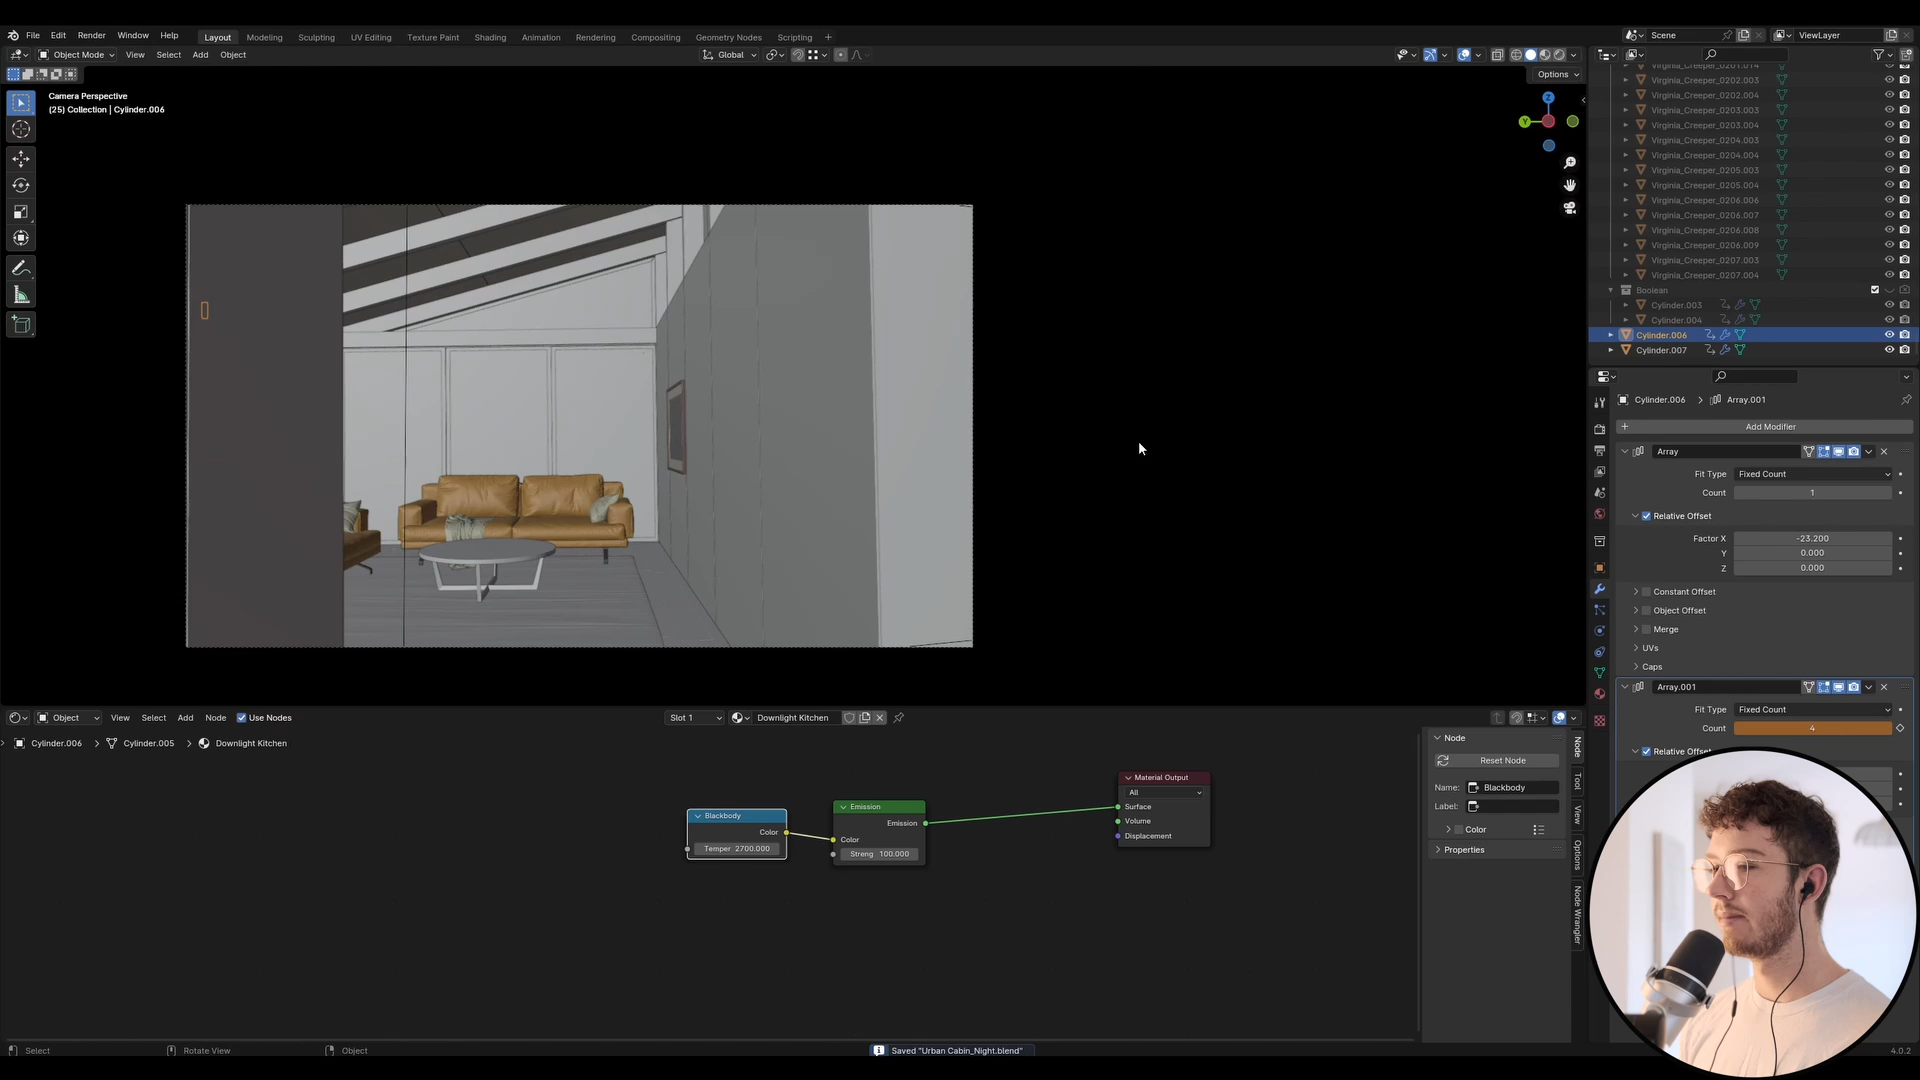 File Edit Render Window Help Layout Modeling Sculpting UV Editing Texture Paint Shading Animation Rendering Compositing Geometry Nodes Scripting + Scene ViewLayer
Object Mode View Select Add Object Global
Options
Camera Perspective
(25) Collection | Cylinder.006
Z
Y
Virginia_Creeper_0201.014
Virginia_Creeper_0202.003
Virginia_Creeper_0202.004
Virginia_Creeper_0203.003
Virginia_Creeper_0203.004
Virginia_Creeper_0204.003
Virginia_Creeper_0204.004
Virginia_Creeper_0205.003
Virginia_Creeper_0205.004
Virginia_Creeper_0206.006
Virginia_Creeper_0206.007
Virginia_Creeper_0206.008
Virginia_Creeper_0206.009
Virginia_Creeper_0207.003
Virginia_Creeper_0207.004
Boolean
Cylinder.003
Cylinder.004
Cylinder.006
Cylinder.007
Cylinder.006 > Array.001
+ Add Modifier
Array
Fit Type Fixed Count
Count 1
Relative Offset
Factor X -23.200
Y 0.000
Z 0.000
Constant Offset
Object Offset
Merge
UVs
Caps
Array.001
Fit Type Fixed Count
Count 4
Relative Offset
Object View Select Add Node Use Nodes Slot 1 Downlight Kitchen
Cylinder.006 > Cylinder.005 > Downlight Kitchen
Blackbody
Color
Temper 2700.000
Emission
Emission
Color
Streng 100.000
Material Output
All
Surface
Volume
Displacement
Node
Reset Node
Name: Blackbody
Label:
Color
Properties
Node
Tool
View
Options
Node Wrangler
Select Rotate View Object Saved "Urban Cabin_Night.blend" 4.0.2